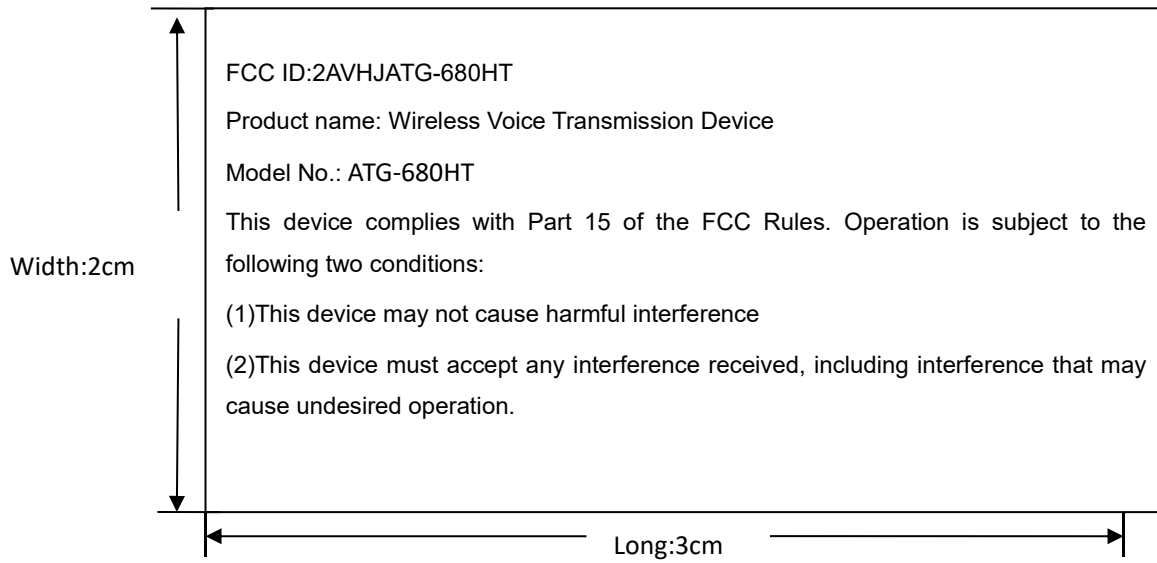 FCC ID:2AVHJATG-680HT
Product name: Wireless Voice Transmission Device
Model No.: ATG-680HT
This device complies with Part 15 of the FCC Rules. Operation is subject to the
following two conditions:
Width:2cm
(1)This device may not cause harmful interference
(2)This device must accept any interference received, including interference that may
cause undesired operation.
Long:3cm